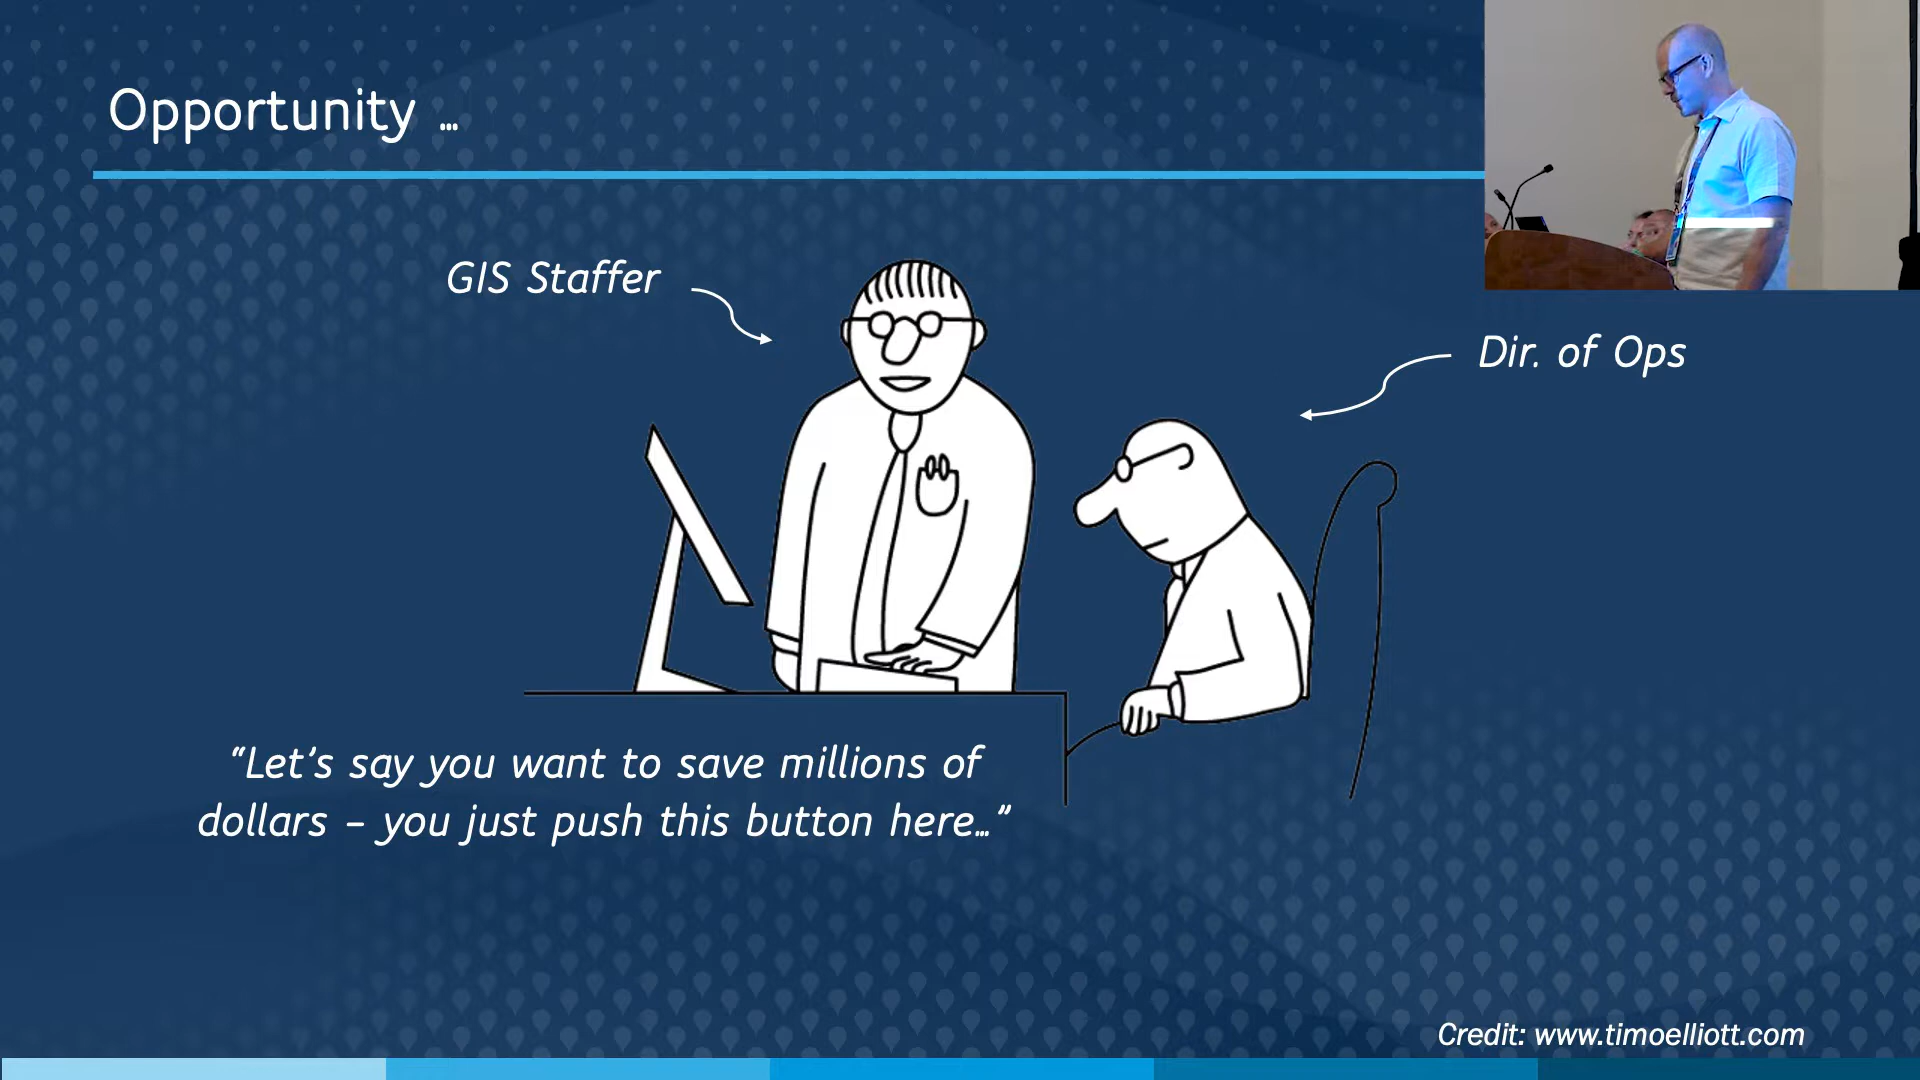 Opportunity ...
GIS Staffer
Dir. of Ops
“Let’s say you want to save millions of
dollars – you just push this button here...”
Credit: www.timoelliott.com